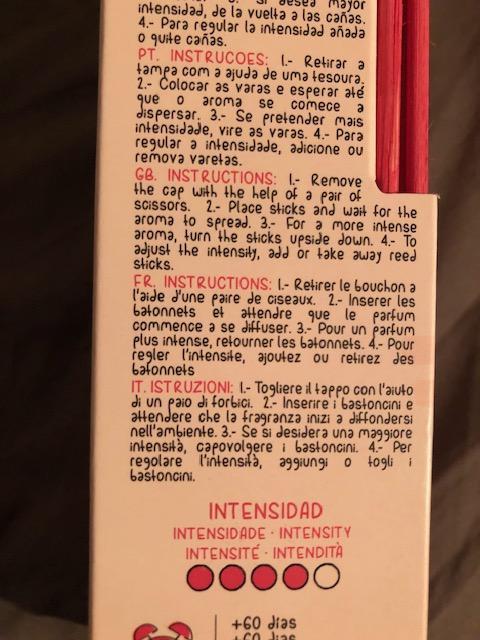 3.- Si desea mayor
intensidad, de la vuelta a las cañas.
4.- Para regular la intensidad añada
o quite cañas.
PT. INSTRUCOES: 1.- Retirar a
tampa com a ajuda de uma tesoura.
2.- Colocar as varas e esperar até
que o aroma se comece a
dispersar. 3.- Se pretender mais
intensidade, vire as varas. 4.- Para
regular a intensidade, adicione ou
remova varetas.
GB. INSTRUCTIONS: 1.- Remove
the cap with the help of a pair of
scissors. 2.- Place sticks and wait for the
aroma to spread. 3.- For a more intense
aroma, turn the sticks upside down. 4.- To
adjust the intensity, add or take away reed
sticks.
FR. INSTRUCTIONS: 1.- Retirer le bouchon a
l'aide d'une paire de ciseaux. 2.- Inserer les
batonnets et attendre que le parfum
commence a se diffuser. 3.- Pour un parfum
plus intense, retourner les batonnets. 4.- Pour
regler l'intensite, ajoutez ou retirez des
batonnets
IT. ISTRUZIONI: 1.- Togliere il tappo con l'aiuto
di un paio di forbici. 2.- Inserire i bastoncini e
attendere che la fragranza inizi a diffondersi
nell'ambiente. 3.- Se si desidera una maggiore
intensità, capovolgere i bastoncini. 4.- Per
regolare l'intensità, aggiungi o togli i
bastoncini.
INTENSIDAD
INTENSIDADE · INTENSITY
INTENSITÉ · INTENDITÀ
+60 días
+60 dias